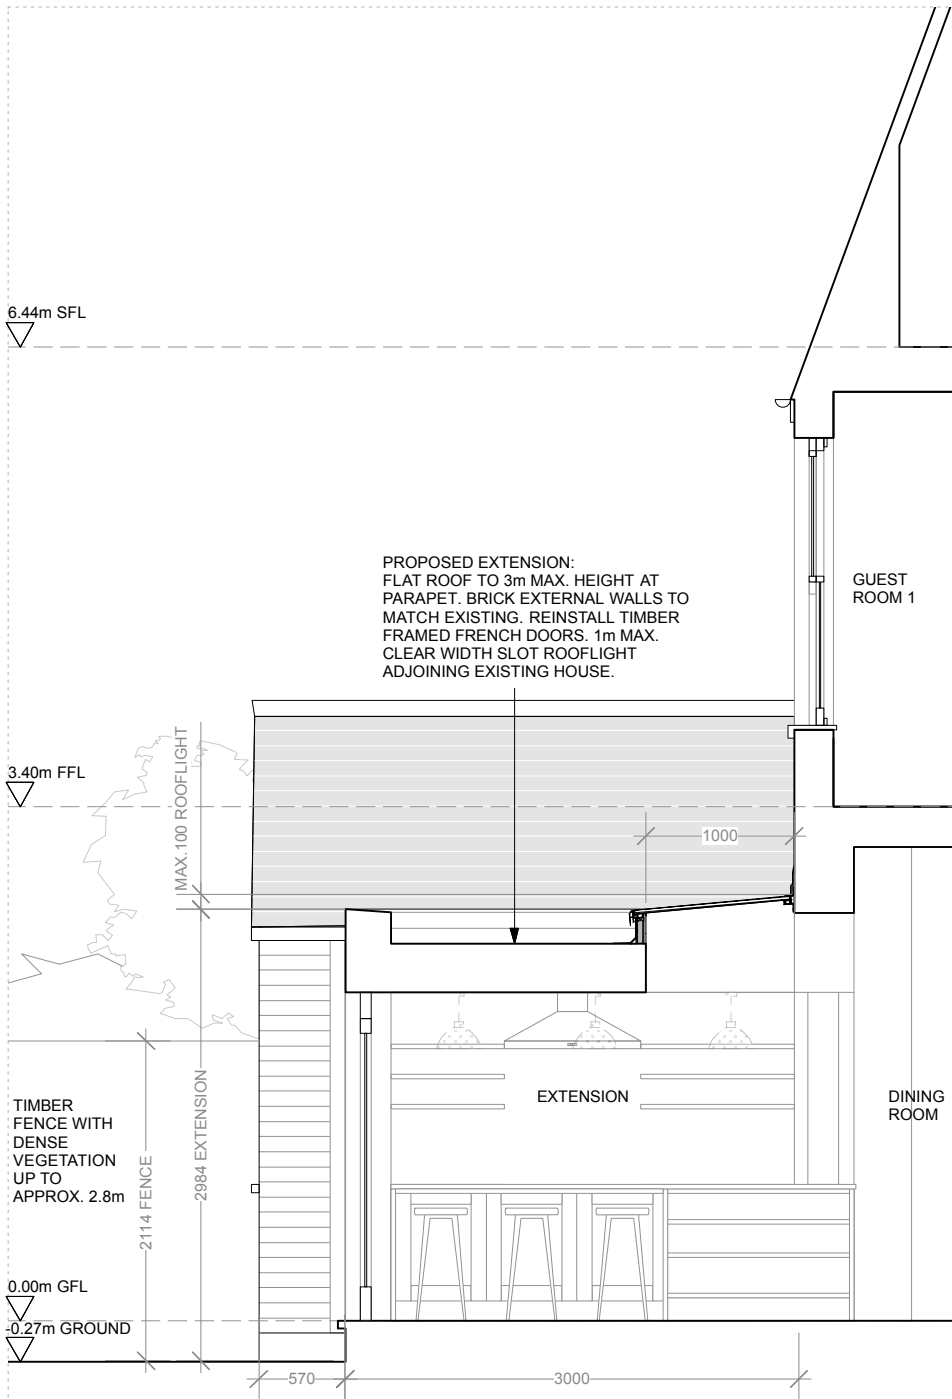 6.44m SFL
PROPOSED EXTENSION:
FLAT ROOF TO 3m MAX. HEIGHT AT
PARAPET. BRICK EXTERNAL WALLS TO
MATCH EXISTING. REINSTALL TIMBER
FRAMED FRENCH DOORS. 1m MAX.
CLEAR WIDTH SLOT ROOFLIGHT
ADJOINING EXISTING HOUSE.
GUEST
ROOM 1
3.40m FFL
MAX.100 ROOFLIGHT
1000
EXTENSION
DINING
ROOM
TIMBER
FENCE WITH
DENSE
VEGETATION
UP TO
APPROX. 2.8m
2114 FENCE
2984 EXTENSION
0.00m GFL
-0.27m GROUND
570
3000